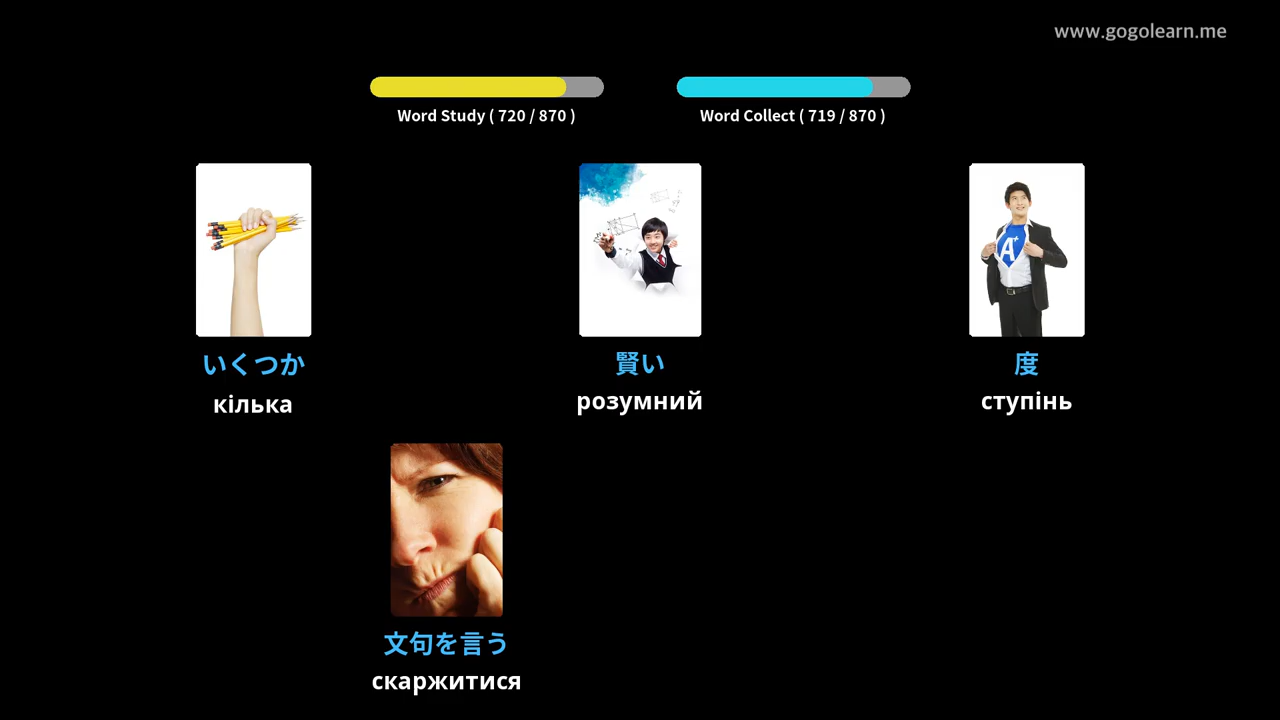 www.gogolearn.me
Word Study ( 720 / 870 )
Word Collect ( 719 / 870 )
A+
いくつか
кілька
賢い
розумний
度
ступінь
文句を言う
скаржитися